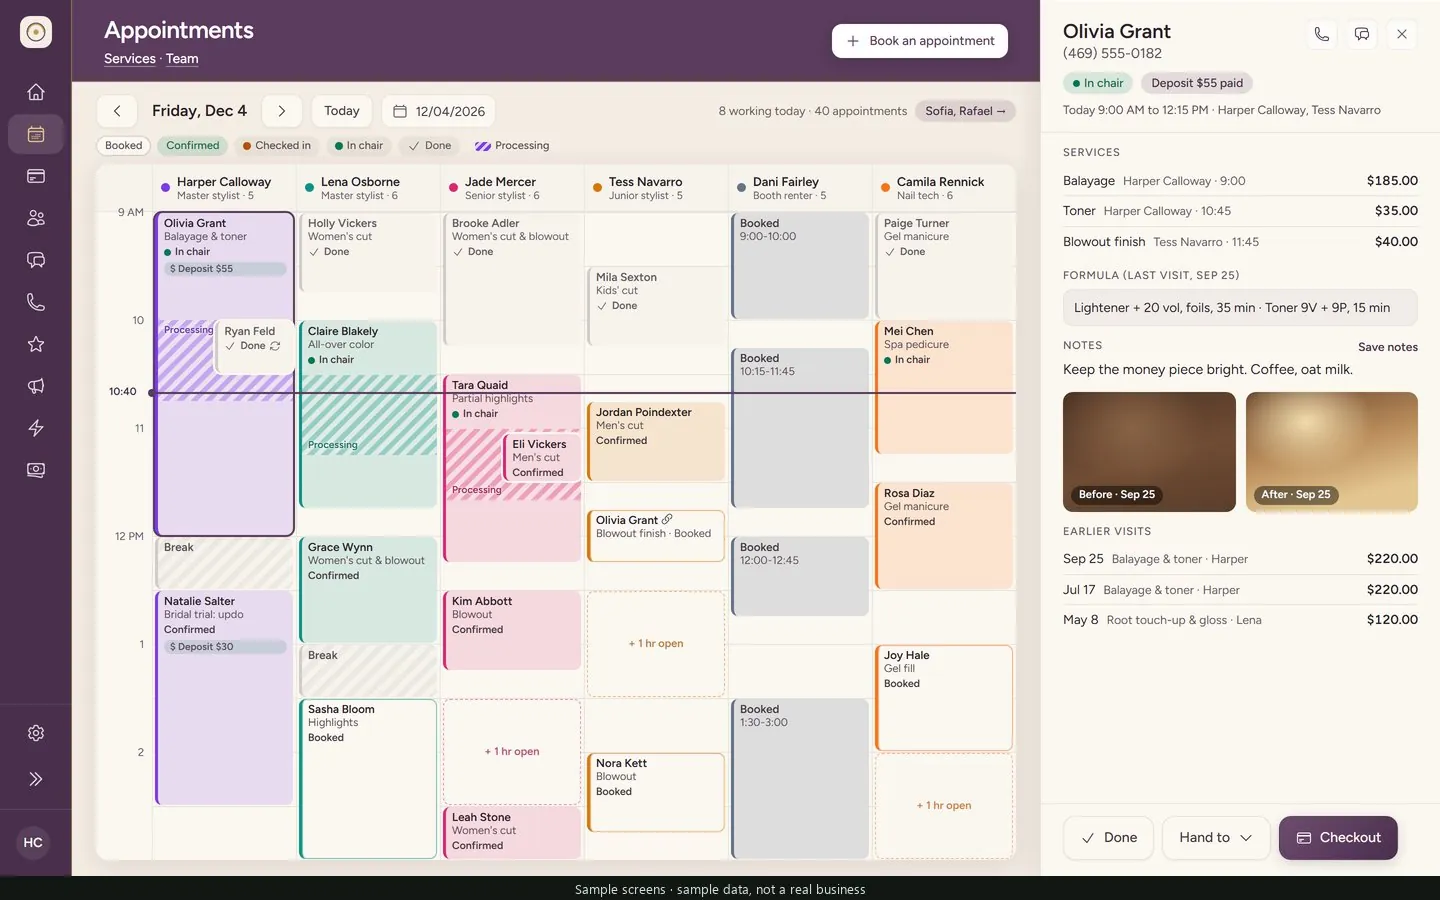 Appointments
Services · Team
+ Book an appointment
Friday, Dec 4
Today
12/04/2026
8 working today · 40 appointments
Sofia, Rafael →
Booked
Confirmed
Checked in
In chair
Done
Processing
Harper Calloway
Master stylist · 5
Lena Osborne
Master stylist · 6
Jade Mercer
Senior stylist · 6
Tess Navarro
Junior stylist · 5
Dani Fairley
Booth renter · 5
Camila Rennick
Nail tech · 6
9 AM
10
10:40
11
12 PM
1
2
Olivia Grant
Balayage & toner
In chair
$ Deposit $55
Processing
Ryan Feld
Done
Break
Natalie Salter
Bridal trial: updo
Confirmed
$ Deposit $30
Holly Vickers
Women's cut
Done
Claire Blakely
All-over color
In chair
Processing
Grace Wynn
Women's cut & blowout
Confirmed
Break
Sasha Bloom
Highlights
Booked
Brooke Adler
Women's cut & blowout
Done
Tara Quaid
Partial highlights
In chair
Eli Vickers
Men's cut
Confirmed
Processing
Kim Abbott
Blowout
Confirmed
+ 1 hr open
Leah Stone
Women's cut
Confirmed
Mila Sexton
Kids' cut
Done
Jordan Poindexter
Men's cut
Confirmed
Olivia Grant
Blowout finish · Booked
+ 1 hr open
Nora Kett
Blowout
Booked
Booked
9:00-10:00
Booked
10:15-11:45
Booked
12:00-12:45
Booked
1:30-3:00
Paige Turner
Gel manicure
Done
Mei Chen
Spa pedicure
In chair
Rosa Diaz
Gel manicure
Confirmed
Joy Hale
Gel fill
Booked
+ 1 hr open
HC
Olivia Grant
(469) 555-0182
In chair
Deposit $55 paid
Today 9:00 AM to 12:15 PM · Harper Calloway, Tess Navarro
SERVICES
Balayage Harper Calloway · 9:00 $185.00
Toner Harper Calloway · 10:45 $35.00
Blowout finish Tess Navarro · 11:45 $40.00
FORMULA (LAST VISIT, SEP 25)
Lightener + 20 vol, foils, 35 min · Toner 9V + 9P, 15 min
NOTES
Save notes
Keep the money piece bright. Coffee, oat milk.
Before · Sep 25
After · Sep 25
EARLIER VISITS
Sep 25 Balayage & toner · Harper $220.00
Jul 17 Balayage & toner · Harper $220.00
May 8 Root touch-up & gloss · Lena $120.00
Done
Hand to
Checkout
Sample screens · sample data, not a real business